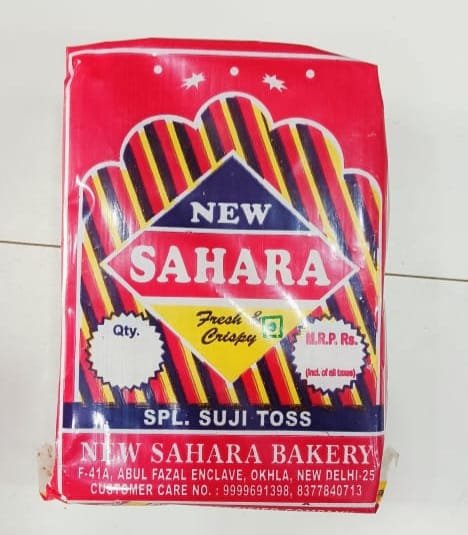 NEW
SAHARA
Fresh &
Crispy
Qty.
M.R.P. Rs.
(Incl. of all taxes)
SPL. SUJI TOSS
NEW SAHARA BAKERY
F-41A, ABUL FAZAL ENCLAVE, OKHLA, NEW DELHI-25
CUSTOMER CARE NO. : 9999691398, 8377840713